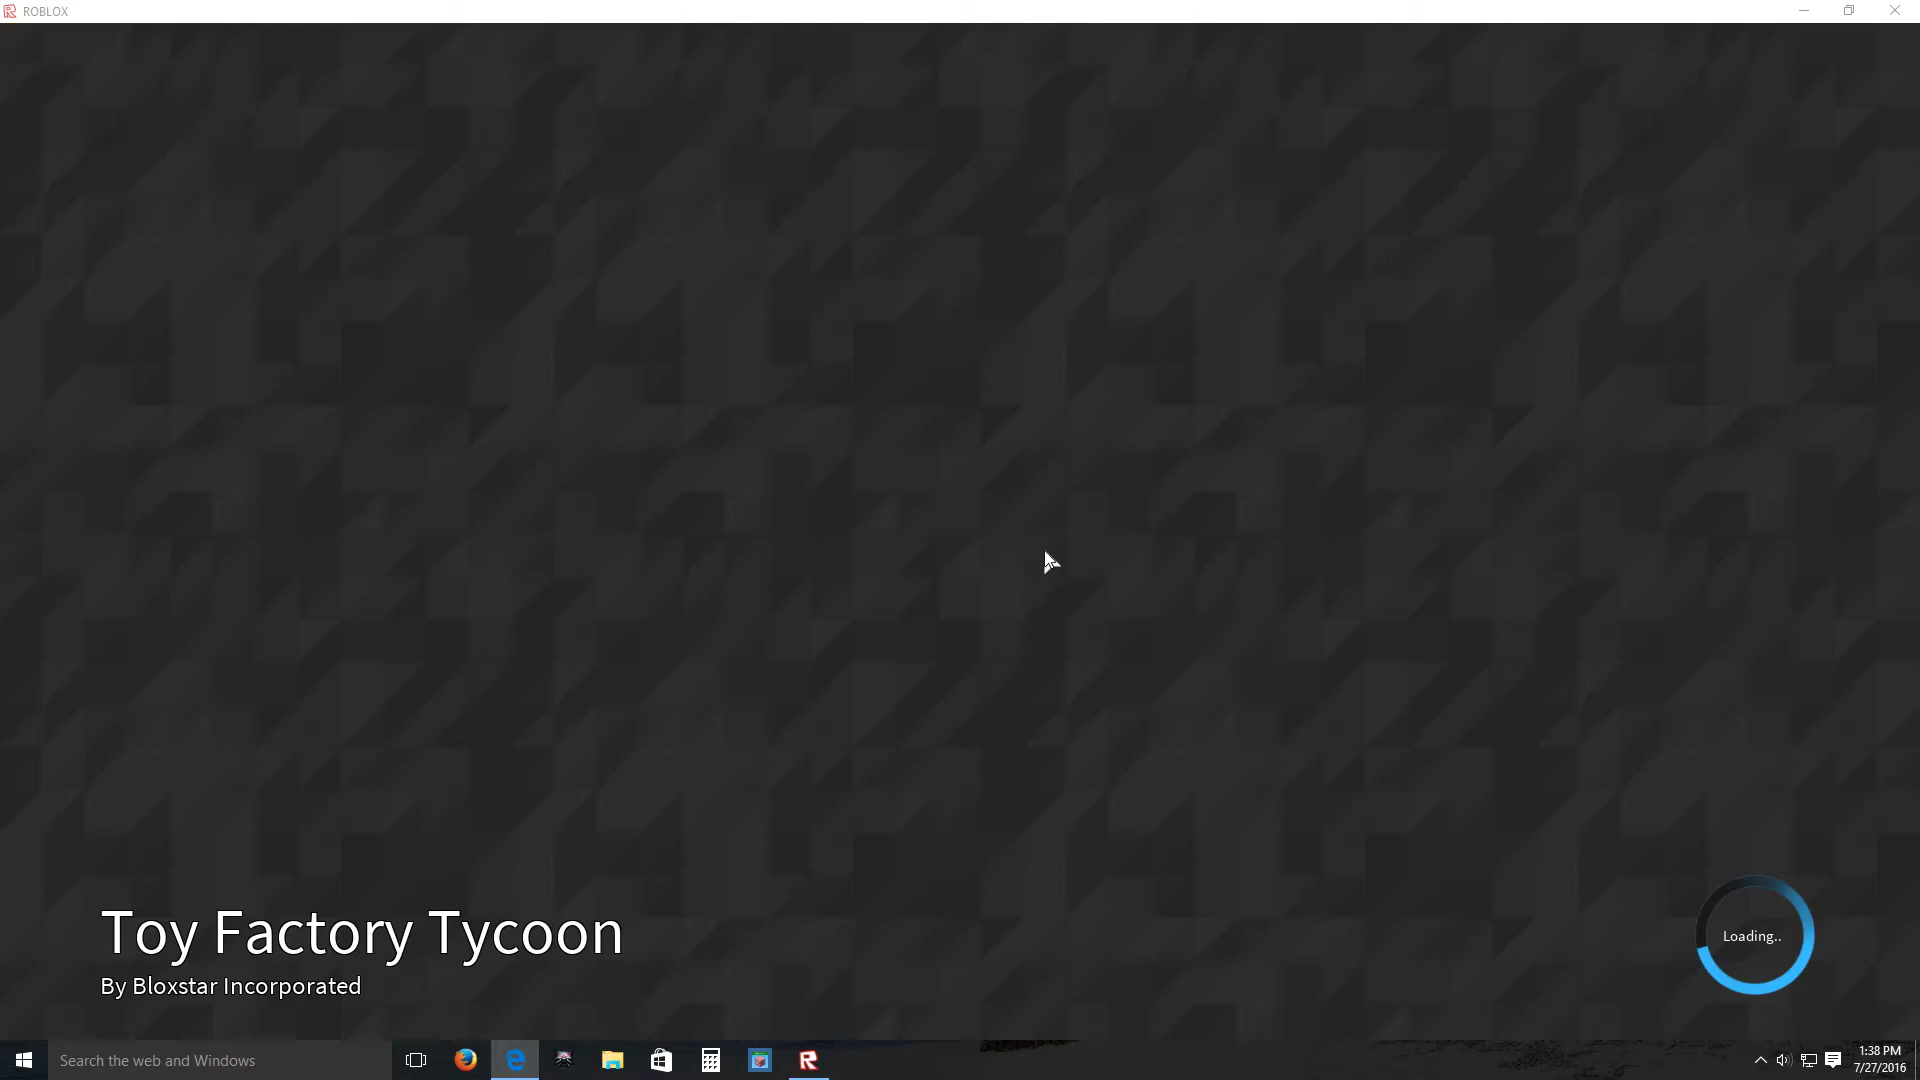 ROBLOX
Toy Factory Tycoon
By Bloxstar Incorporated
Loading..
Search the web and Windows
1:38 PM
7/27/2016